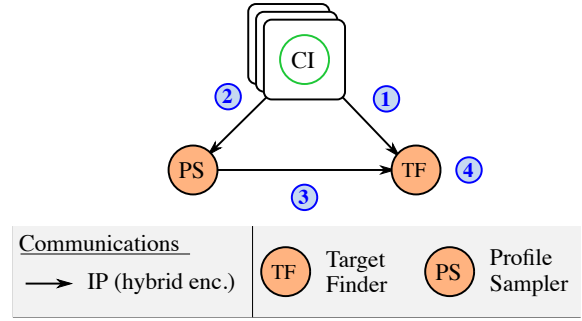 CI
2
1
PS
TF
4
3
Communications
IP (hybrid enc.)
TF
Target
Finder
PS
Profile
Sampler